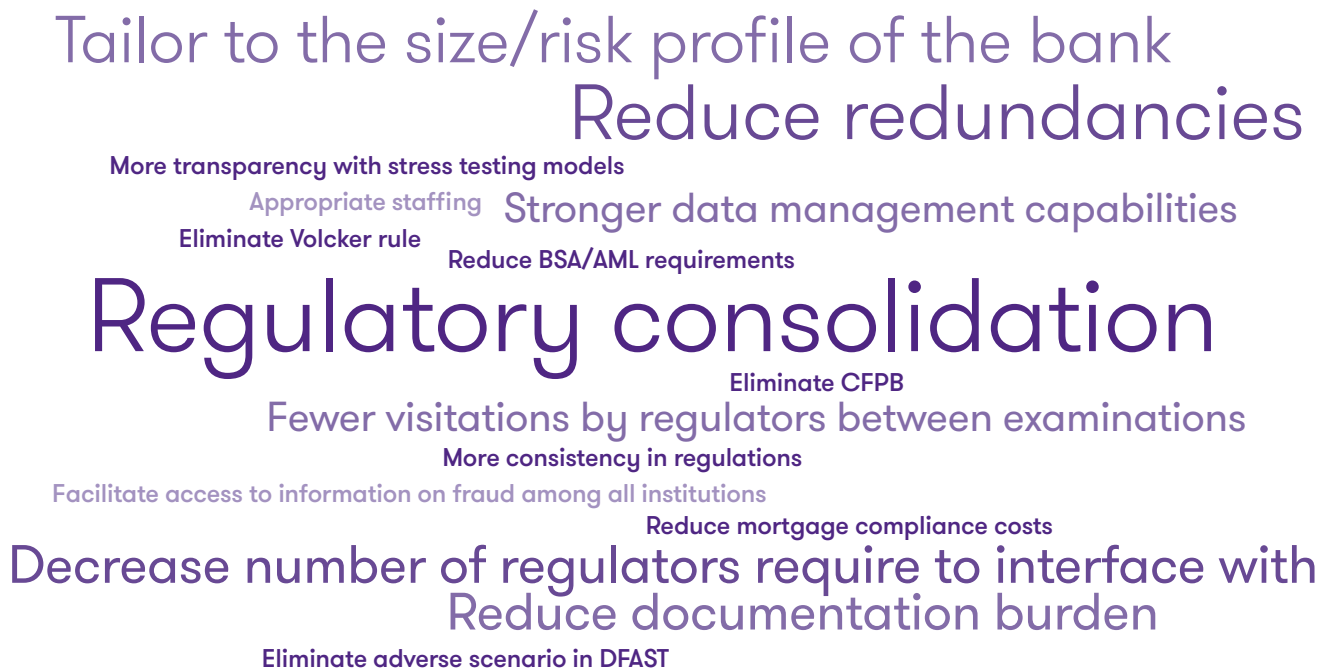 Tailor to the size/risk profile of the bank
Reduce redundancies
More transparency with stress testing models
Appropriate staffing
Stronger data management capabilities
Eliminate Volcker rule
Reduce BSA/AML requirements
Regulatory consolidation
Eliminate CFPB
Fewer visitations by regulators between examinations
More consistency in regulations
Facilitate access to information on fraud among all institutions
Reduce mortgage compliance costs
Decrease number of regulators require to interface with
Reduce documentation burden
Eliminate adverse scenario in DFAST